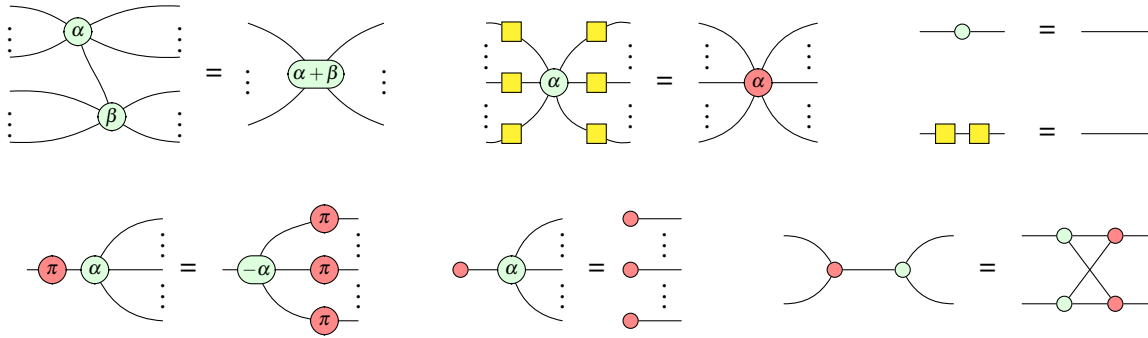 α
β
=
α + β
α
=
α
=
=
π
α
=
−α
π
π
π
α
=
=